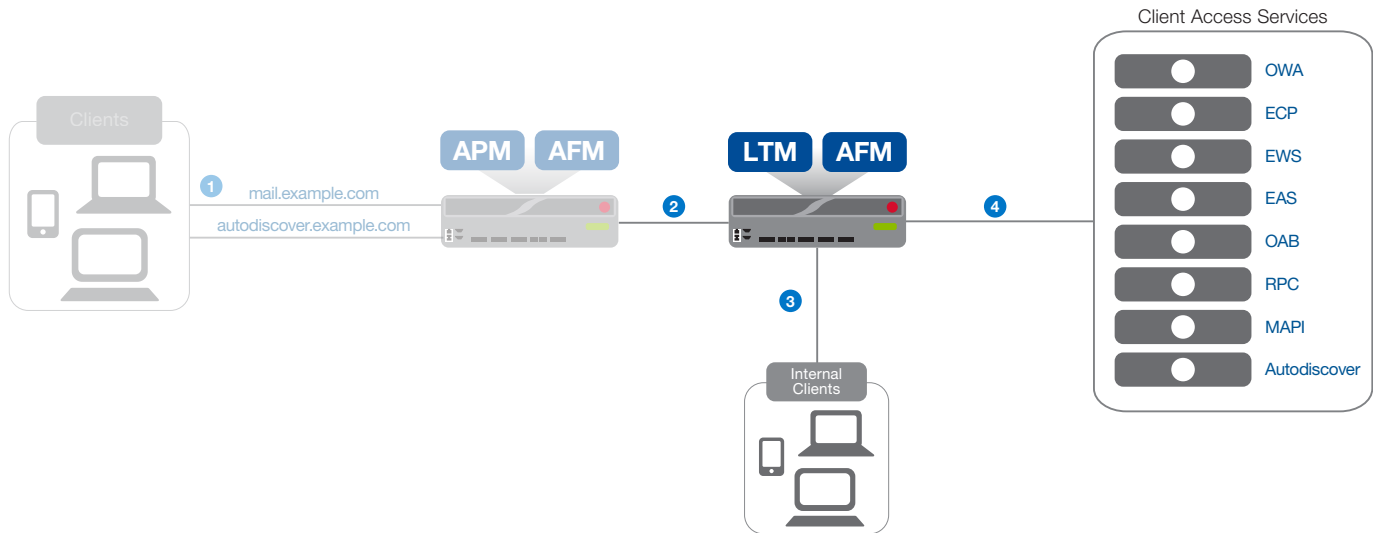 Client Access Services
OWA
ECP
EWS
EAS
OAB
RPC
MAPI
Autodiscover
Clients
1
mail.example.com
autodiscover.example.com
APM
AFM
2
LTM
AFM
4
3
Internal
Clients